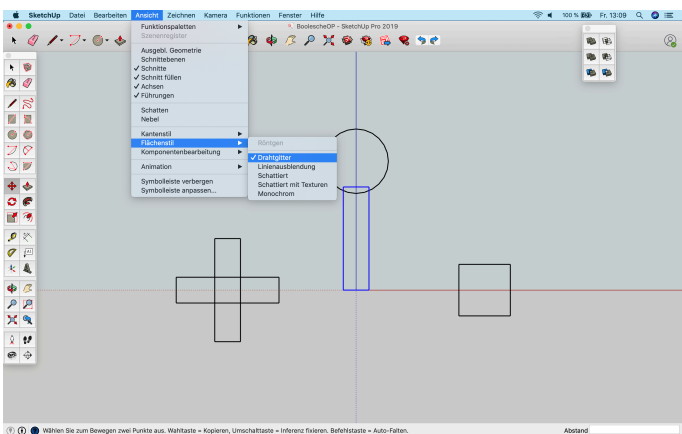 SketchUp Datei Bearbeiten Ansicht Zeichnen Kamera Funktionen Fenster Hilfe 100 % Fr. 13:09
BoolescheOP - SketchUp Pro 2019
Funktionspaletten
Szenenregister
Ausgebl. Geometrie
Schnittebenen
✓ Schnitte
✓ Schnitt füllen
✓ Achsen
✓ Führungen
Schatten
Nebel
Kantenstil
Flächenstil
Komponentenbearbeitung
Animation
Symbolleiste verbergen
Symbolleiste anpassen...
Röntgen
✓ Drahtgitter
Linienausblendung
Schattiert
Schattiert mit Texturen
Monochrom
Wählen Sie zum Bewegen zwei Punkte aus. Wahltaste = Kopieren, Umschalttaste = Inferenz fixieren. Befehlstaste = Auto-Falten.
Abstand